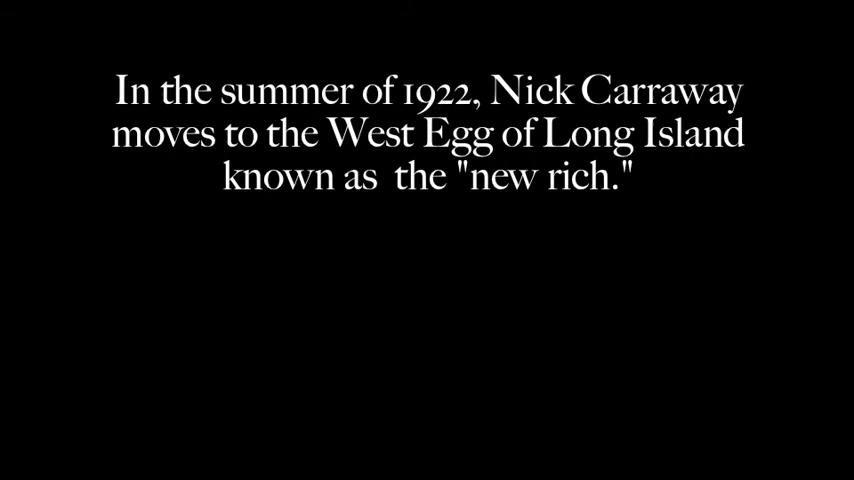 In the summer of 1922, Nick Carraway
moves to the West Egg of Long Island
known as  the "new rich."